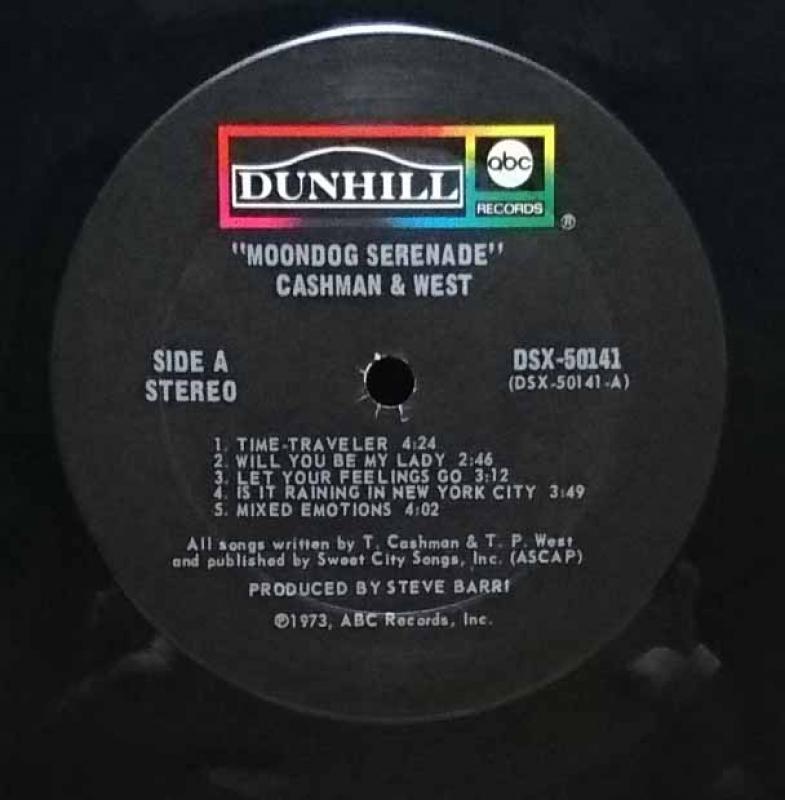 DUNHILL
abc
RECORDS
®
"MOONDOG SERENADE"
CASHMAN & WEST
SIDE A
STEREO
DSX-50141
(DSX-50141-A)
1. TIME-TRAVELER 4:24
2. WILL YOU BE MY LADY 2:46
3. LET YOUR FEELINGS GO 3:12
4. IS IT RAINING IN NEW YORK CITY 3:49
5. MIXED EMOTIONS 4:02
All songs written by T. Cashman & T. P. West
and published by Sweet City Songs, Inc. (ASCAP)
PRODUCED BY STEVE BARRI
℗1973, ABC Records, Inc.